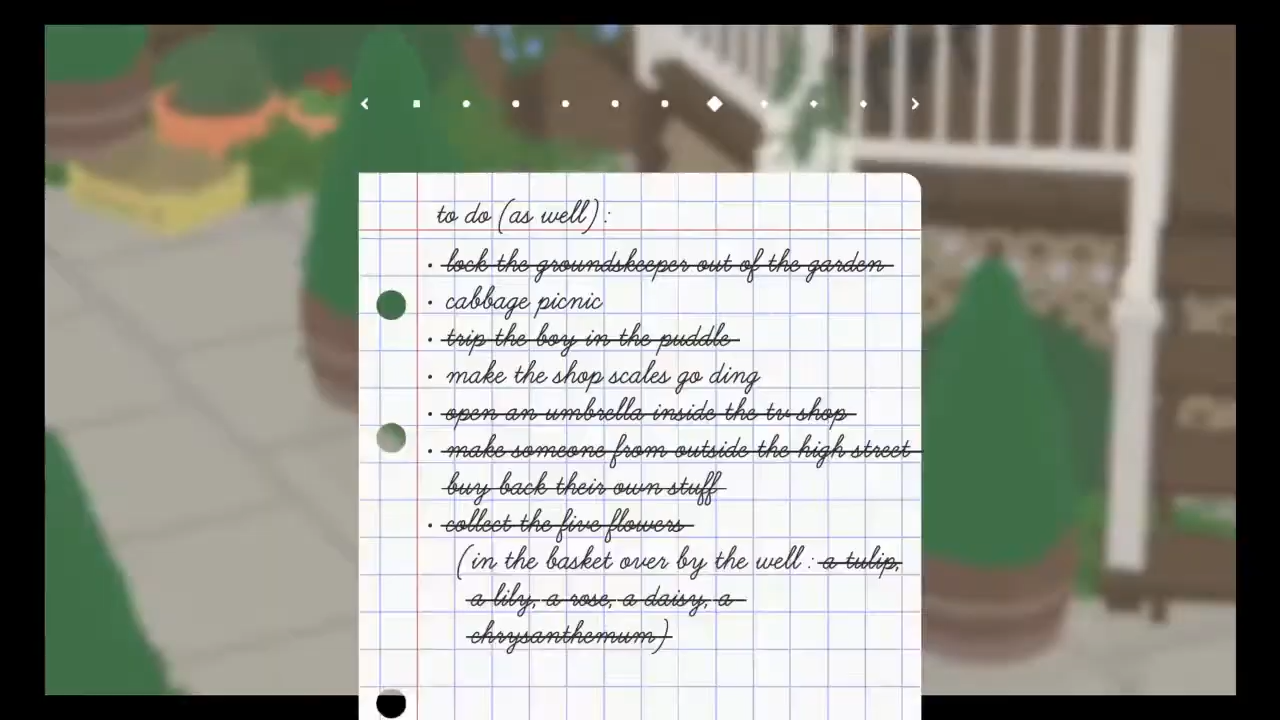 to do (as well) :
• lock the groundskeeper out of the garden
• cabbage picnic
• trip the boy in the puddle
• make the shop scales go ding
• open an umbrella inside the tv shop
• make someone from outside the high street
buy back their own stuff
• collect the five flowers
(in the basket over by the well : a tulip,
a lily, a rose, a daisy, a
chrysanthemum)